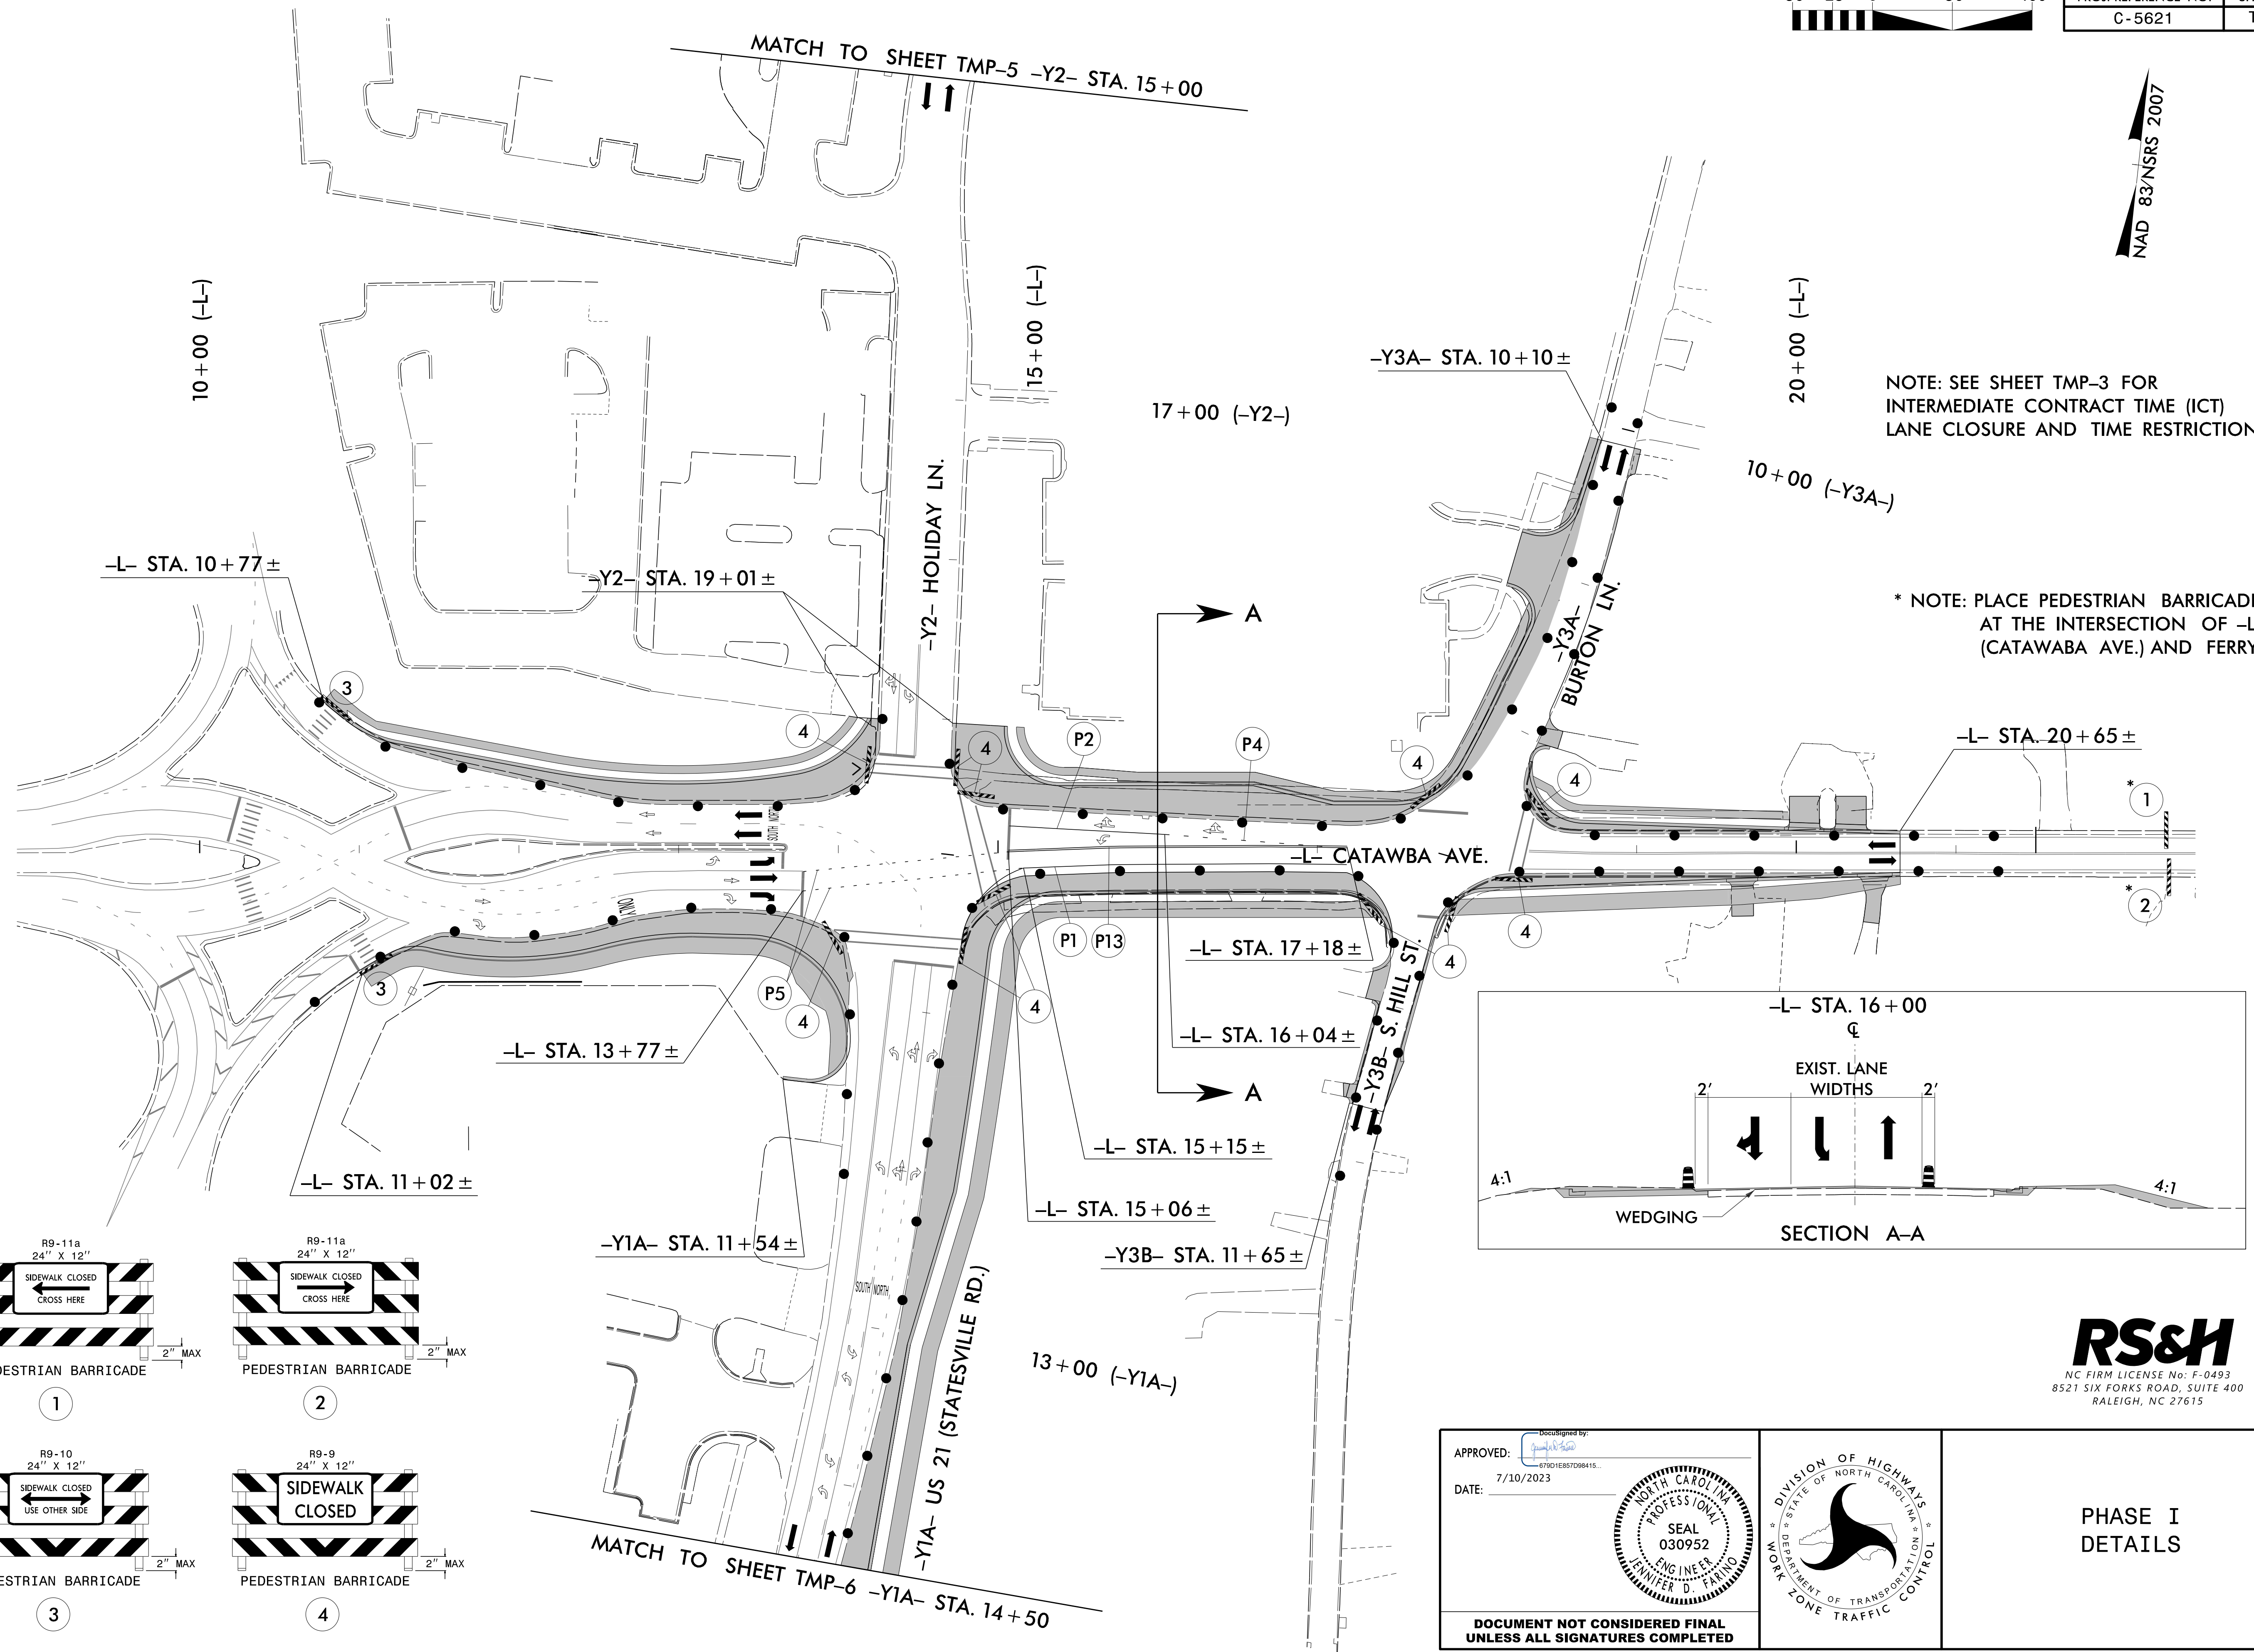 C-5621
MATCH TO SHEET TMP-5 -Y2- STA. 15+00
NAD 83/NSRS 2007
10+00 (-L-)
15+00 (-L-)
20+00 (-L-)
-Y3A- STA. 10+10±
17+00 (-Y2-)
NOTE: SEE SHEET TMP-3 FOR
INTERMEDIATE CONTRACT TIME (ICT)
LANE CLOSURE AND TIME RESTRICTION
10+00 (-Y3A-)
-Y2- HOLIDAY LN.
-L- STA. 10+77±
-Y2- STA. 19+01±
A
* NOTE: PLACE PEDESTRIAN BARRICADE
AT THE INTERSECTION OF -L
(CATAWABA AVE.) AND FERRY
-Y3A-
BURTON LN.
3
4
4
P2
P4
4
4
-L- STA. 20+65±
* 1
SOUTH NORTH
-L- CATAWBA AVE.
ONLY
* 2
3
P5
4
4
P1
P13
-L- STA. 17+18±
4
4
-Y3B- S. HILL ST.
-L- STA. 13+77±
-L- STA. 16+04±
A
-L- STA. 15+15±
-L- STA. 11+02±
-L- STA. 15+06±
-Y1A- STA. 11+54±
-Y3B- STA. 11+65±
-L- STA. 16+00
℄
EXIST. LANE
WIDTHS
2'
2'
4:1
4:1
WEDGING
SECTION A-A
SOUTH NORTH
-Y1A- US 21 (STATESVILLE RD.)
13+00 (-Y1A-)
MATCH TO SHEET TMP-6 -Y1A- STA. 14+50
R9-11a
24" X 12"
SIDEWALK CLOSED
CROSS HERE
2" MAX
DESTRIAN BARRICADE
1
R9-11a
24" X 12"
SIDEWALK CLOSED
CROSS HERE
2" MAX
PEDESTRIAN BARRICADE
2
R9-10
24" X 12"
SIDEWALK CLOSED
USE OTHER SIDE
2" MAX
DESTRIAN BARRICADE
3
R9-9
24" X 12"
SIDEWALK
CLOSED
2" MAX
PEDESTRIAN BARRICADE
4
RS&H
NC FIRM LICENSE No: F-0493
8521 SIX FORKS ROAD, SUITE 400
RALEIGH, NC 27615
DocuSigned by:
APPROVED:
679D1E857D98415...
DATE: 7/10/2023
NORTH CAROLINA
PROFESSIONAL
SEAL
030952
ENGINEER
JENNIFER D. FARINO
DOCUMENT NOT CONSIDERED FINAL
UNLESS ALL SIGNATURES COMPLETED
DIVISION OF HIGHWAYS
STATE OF NORTH CAROLINA
DEPARTMENT OF TRANSPORTATION
WORK ZONE TRAFFIC CONTROL
PHASE I
DETAILS